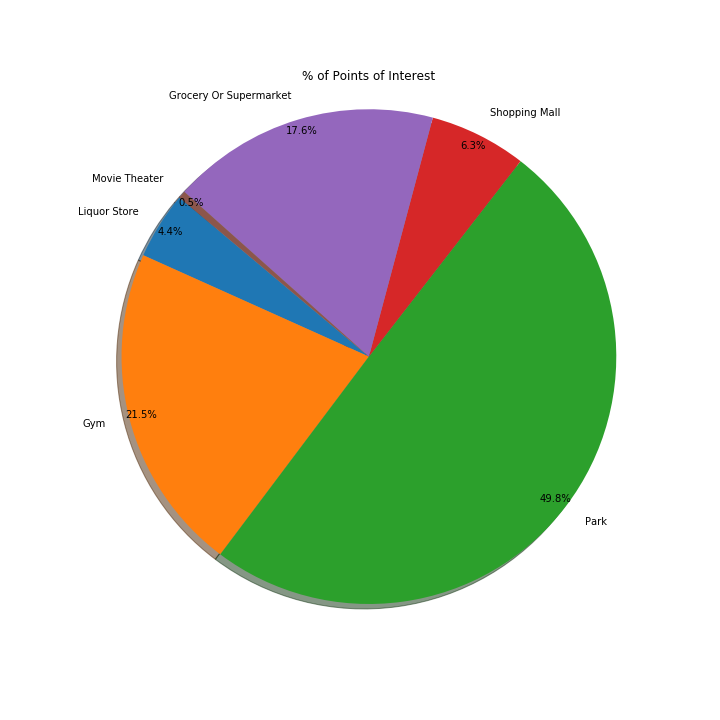 % of Points of Interest
Grocery Or Supermarket
17.6%
Shopping Mall
6.3%
Movie Theater
0.5%
Liquor Store
4.4%
Gym
21.5%
49.8%
Park